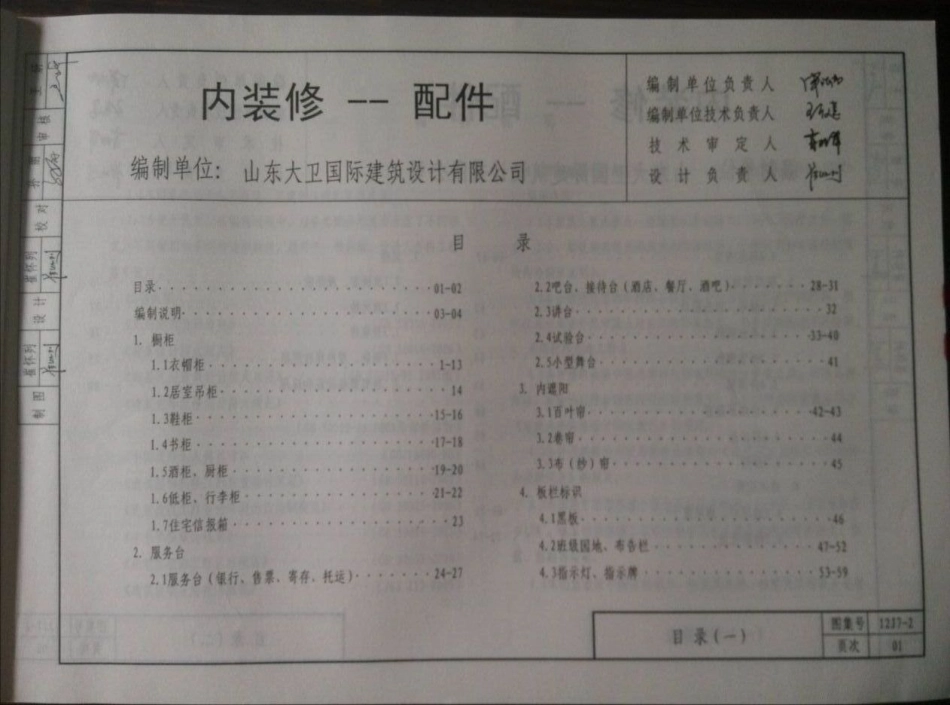 内装修 -- 配件
编制单位: 山东大卫国际建筑设计有限公司
编制单位负责人
编制单位技术负责人
技术审定人
设计负责人
审核
校对
设计
制图
目 录
目录 01-02
编制说明 03-04
1. 橱柜
1.1衣帽柜 1-13
1.2居室吊柜 14
1.3鞋柜 15-16
1.4书柜 17-18
1.5酒柜、厨柜 19-20
1.6低柜、行李柜 21-22
1.7住宅信报箱 23
2. 服务台
2.1服务台(银行、售票、寄存、托运) 24-27
2.2吧台、接待台(酒店、餐厅、酒吧) 28-31
2.3讲台 32
2.4试验台 33-40
2.5小型舞台 41
3. 内遮阳
3.1百叶帘 42-43
3.2卷帘 44
3.3布(纱)帘 45
4. 板栏标识
4.1黑板 46
4.2班级园地、布告栏 47-52
4.3指示灯、指示牌 53-59
目录(一)
图集号 12J7-2
页次 01